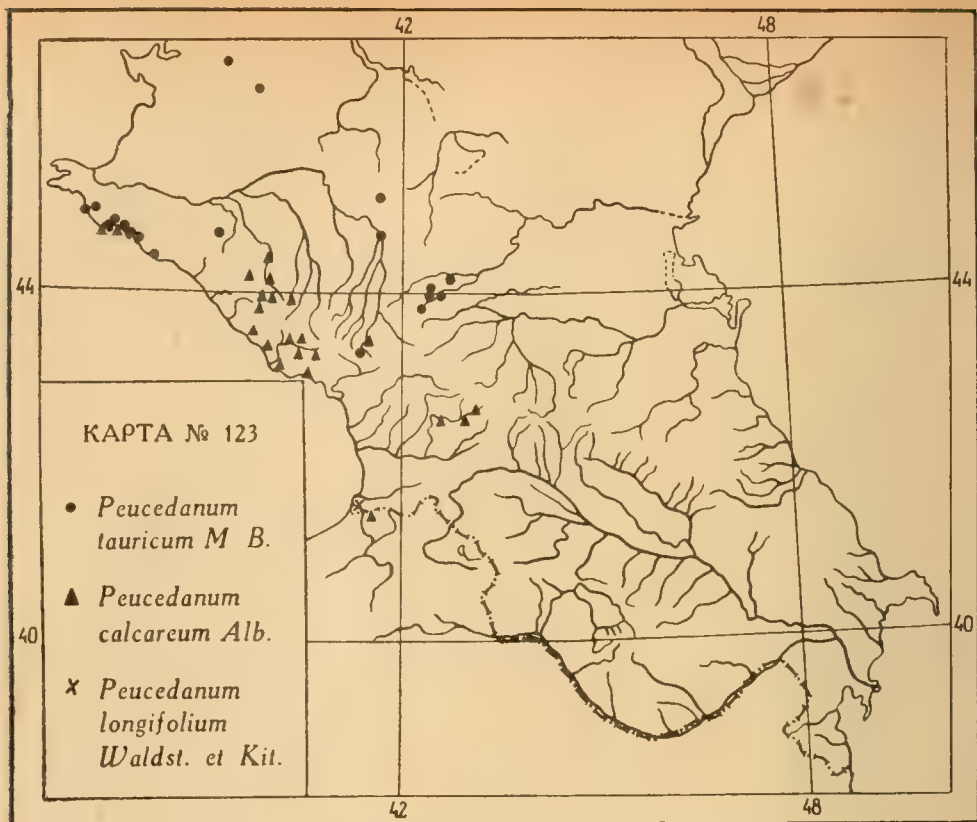 42 48
44 44
КАРТА № 123
Peucedanum
tauricum M B.
Peucedanum
calcareum Alb.
Peucedanum
longifolium
Waldst. et Kit.
40 40
42 48